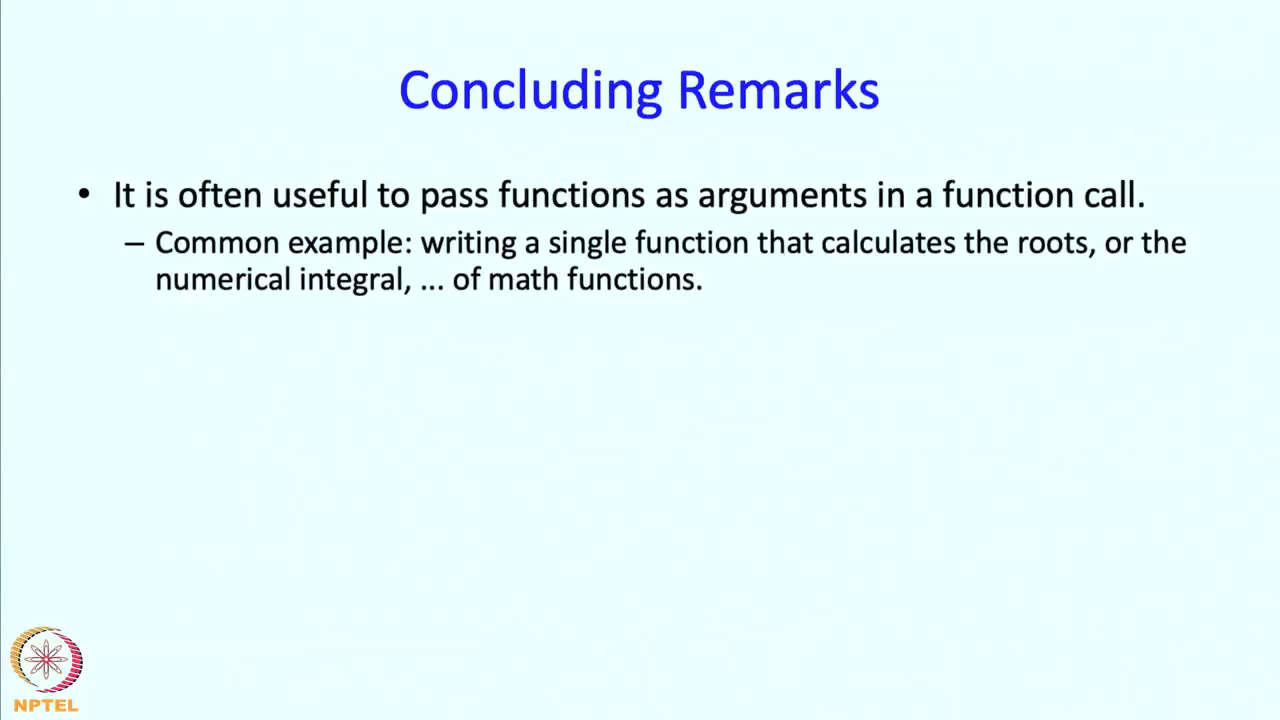 Concluding Remarks
• It is often useful to pass functions as arguments in a function call.
– Common example: writing a single function that calculates the roots, or the
numerical integral, ... of math functions.
NPTEL